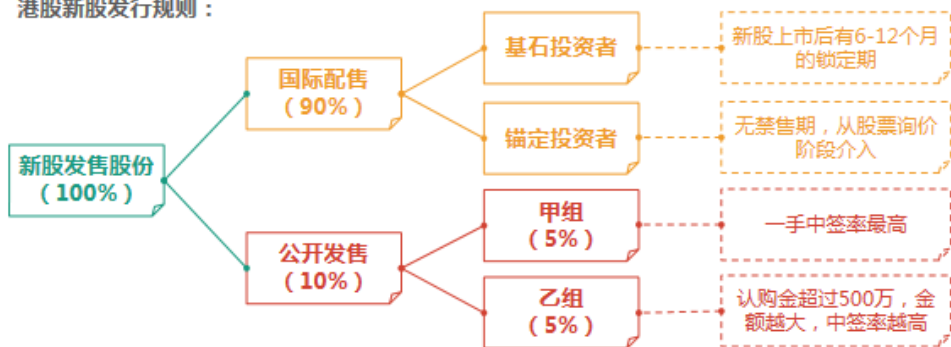 港股新股发行规则：
新股发售股份
（100%）
国际配售
（90%）
基石投资者
新股上市后有6-12个月
的锁定期
锚定投资者
无禁售期，从股票询价
阶段介入
公开发售
（10%）
甲组
（5%）
一手中签率最高
乙组
（5%）
认购金超过500万，金
额越大，中签率越高